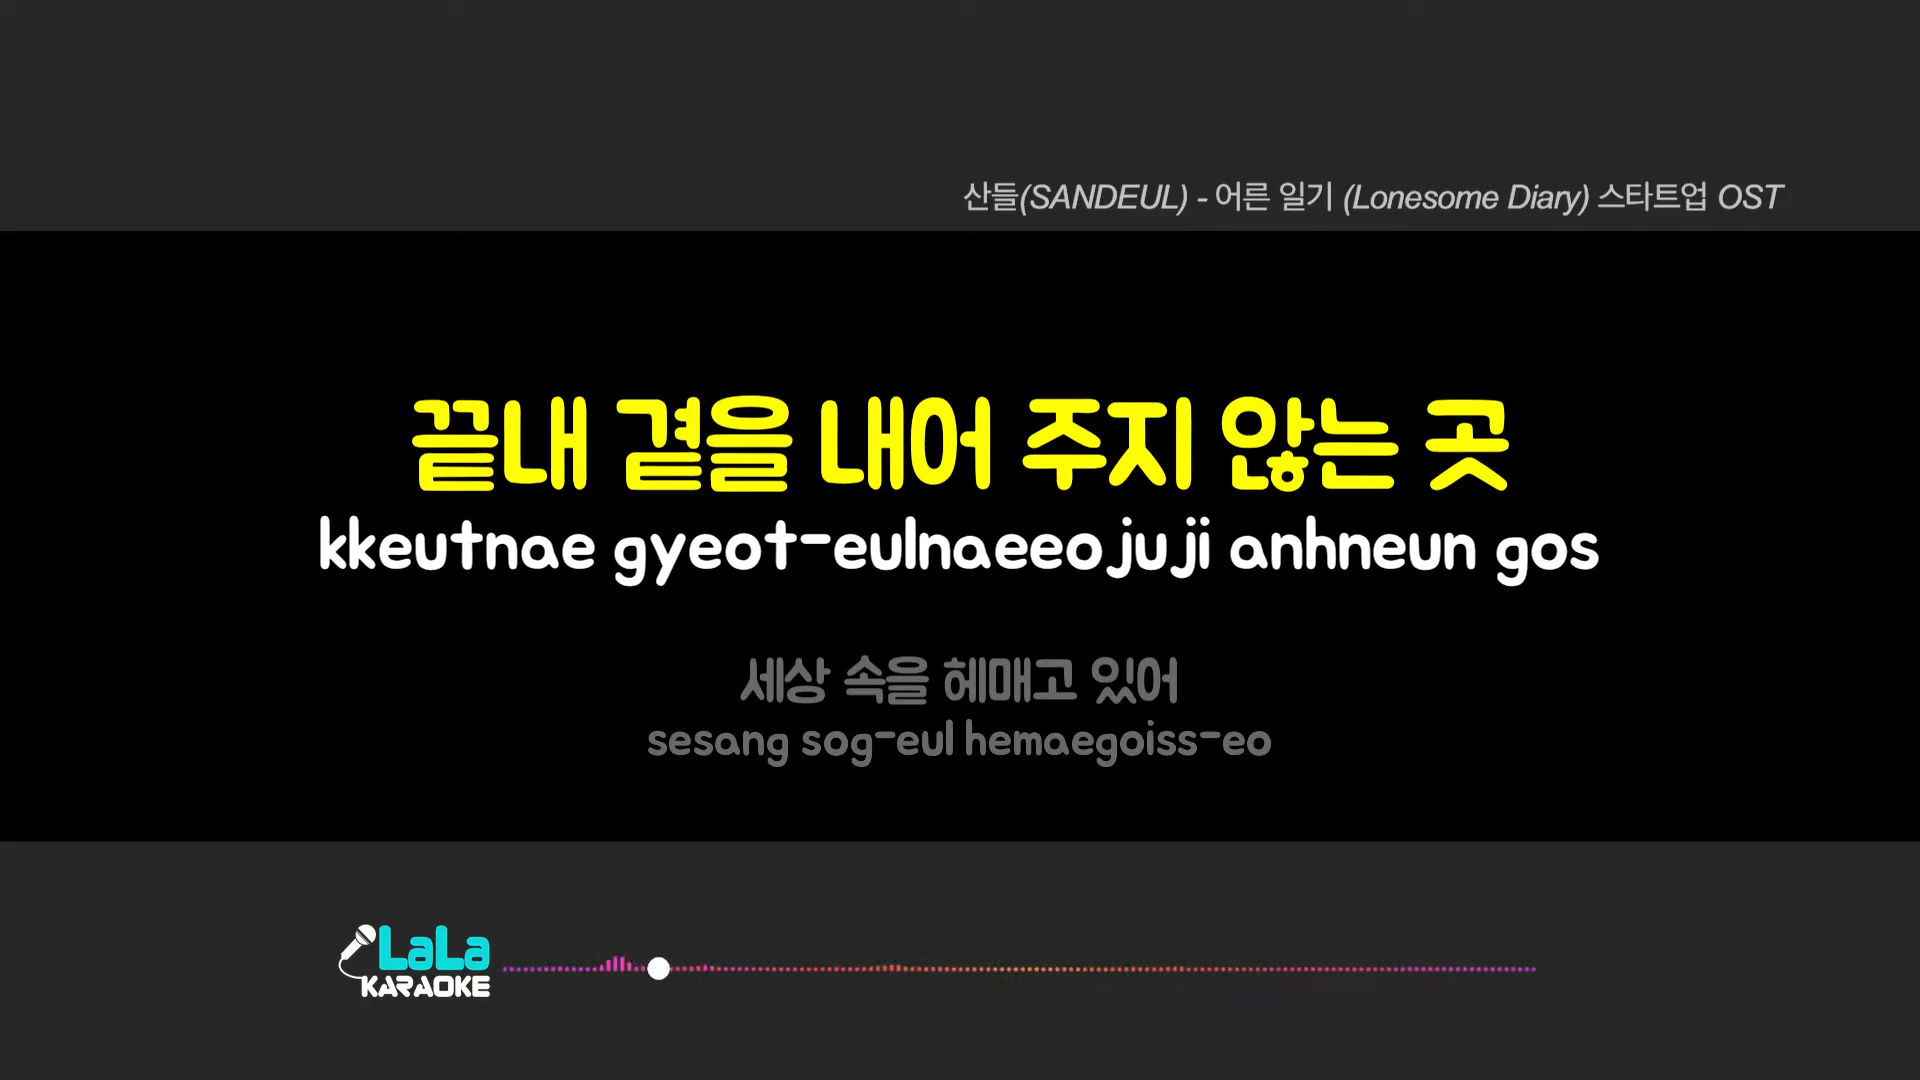 산들(SANDEUL) - 어른 일기 (Lonesome Diary) 스타트업 OST
끝내 곁을 내어 주지 않는 곳
kkeutnae gyeot-eulnaeeojuji anhneun gos
세상 속을 헤매고 있어
sesang sog-eul hemaegoiss-eo
LaLa
KARAOKE